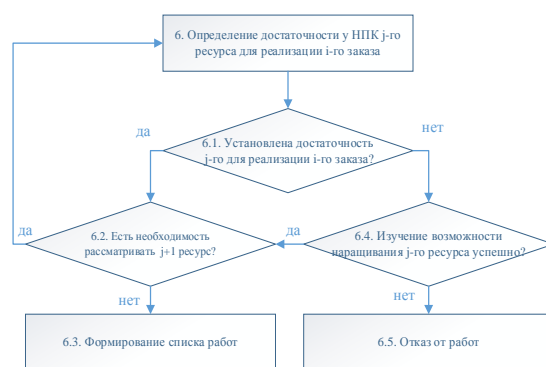 6. Определение достаточности у НПК j-го
ресурса для реализации i-го заказа
да
нет
6.1. Установлена достаточность
j-го для реализации i-го заказа?
6.2. Есть необходимость
рассматривать j+1 ресурс?
да
да
6.4. Изучение возможности
наращивания j-го ресурса успешно?
нет
нет
6.3. Формирование списка работ
6.5. Отказ от работ